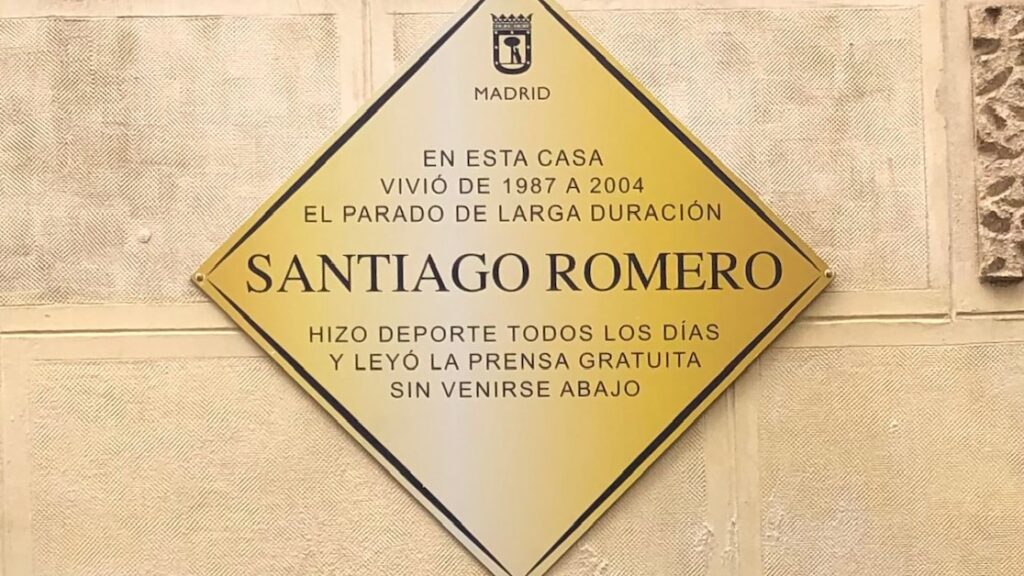 MADRID
EN ESTA CASA
VIVIÓ DE 1987 A 2004
EL PARADO DE LARGA DURACIÓN
SANTIAGO ROMERO
HIZO DEPORTE TODOS LOS DÍAS
Y LEYÓ LA PRENSA GRATUITA
SIN VENIRSE ABAJO